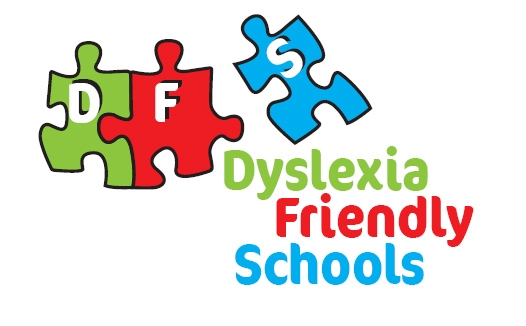 D F S
Dyslexia
Friendly
Schools